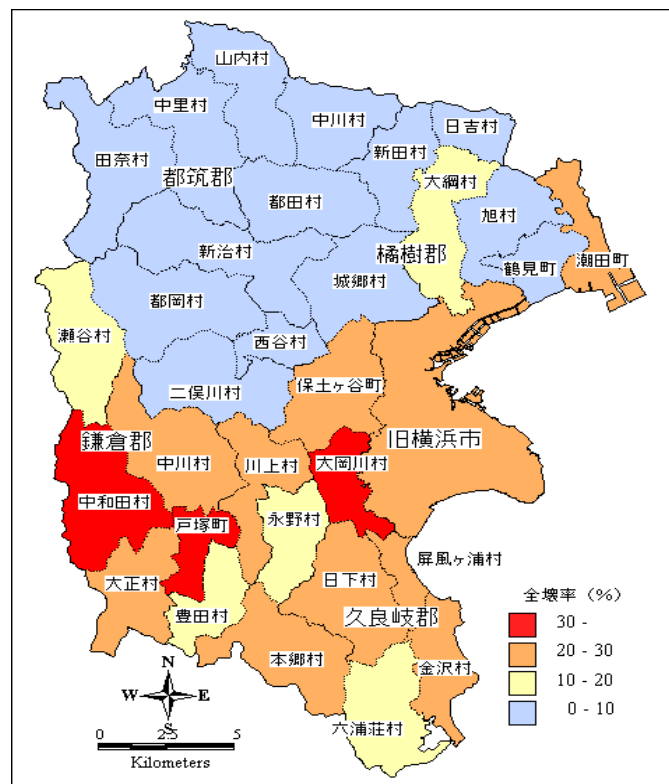 山内村
中里村
中川村
日吉村
田奈村
新田村
都筑郡
大綱村
都田村
旭村
新治村
橘樹郡
潮田町
鶴見町
城郷村
都岡村
瀬谷村
西谷村
二俣川村
保土ヶ谷町
鎌倉郡
旧横浜市
中川村
川上村
大岡川村
中和田村
戸塚町
永野村
屏風ヶ浦村
大正村
日下村
豊田村
久良岐郡
本郷村
金沢村
六浦荘村
全壊率 (%)
30 -
20 - 30
10 - 20
0 - 10
N
W E
S
0 2.5 5
Kilometers